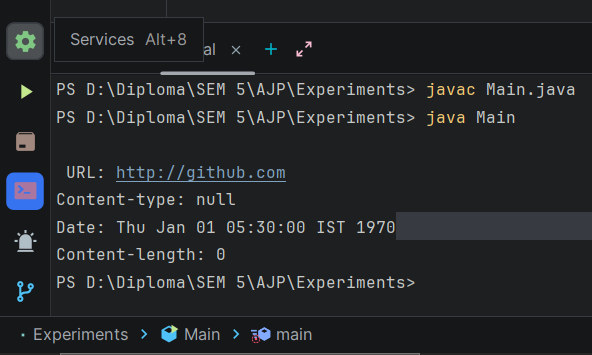 Services Alt+8
al
PS D:\Diploma\SEM 5\AJP\Experiments> javac Main.java
PS D:\Diploma\SEM 5\AJP\Experiments> java Main
URL: http://github.com
Content-type: null
Date: Thu Jan 01 05:30:00 IST 1970
Content-length: 0
PS D:\Diploma\SEM 5\AJP\Experiments>
Experiments > Main > main